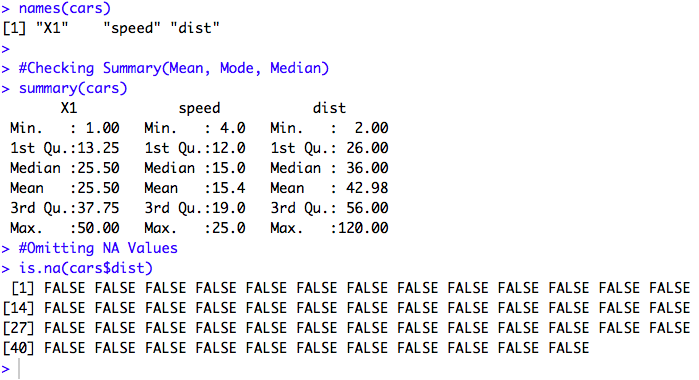 > names(cars)
[1] "X1"    "speed" "dist"
>
> #Checking Summary(Mean, Mode, Median)
> summary(cars)
       X1            speed           dist
 Min.   : 1.00   Min.   : 4.0   Min.   :  2.00
 1st Qu.:13.25   1st Qu.:12.0   1st Qu.: 26.00
 Median :25.50   Median :15.0   Median : 36.00
 Mean   :25.50   Mean   :15.4   Mean   : 42.98
 3rd Qu.:37.75   3rd Qu.:19.0   3rd Qu.: 56.00
 Max.   :50.00   Max.   :25.0   Max.   :120.00
> #Omitting NA Values
> is.na(cars$dist)
 [1] FALSE FALSE FALSE FALSE FALSE FALSE FALSE FALSE FALSE FALSE FALSE FALSE FALSE
[14] FALSE FALSE FALSE FALSE FALSE FALSE FALSE FALSE FALSE FALSE FALSE FALSE FALSE
[27] FALSE FALSE FALSE FALSE FALSE FALSE FALSE FALSE FALSE FALSE FALSE FALSE FALSE
[40] FALSE FALSE FALSE FALSE FALSE FALSE FALSE FALSE FALSE FALSE FALSE
>